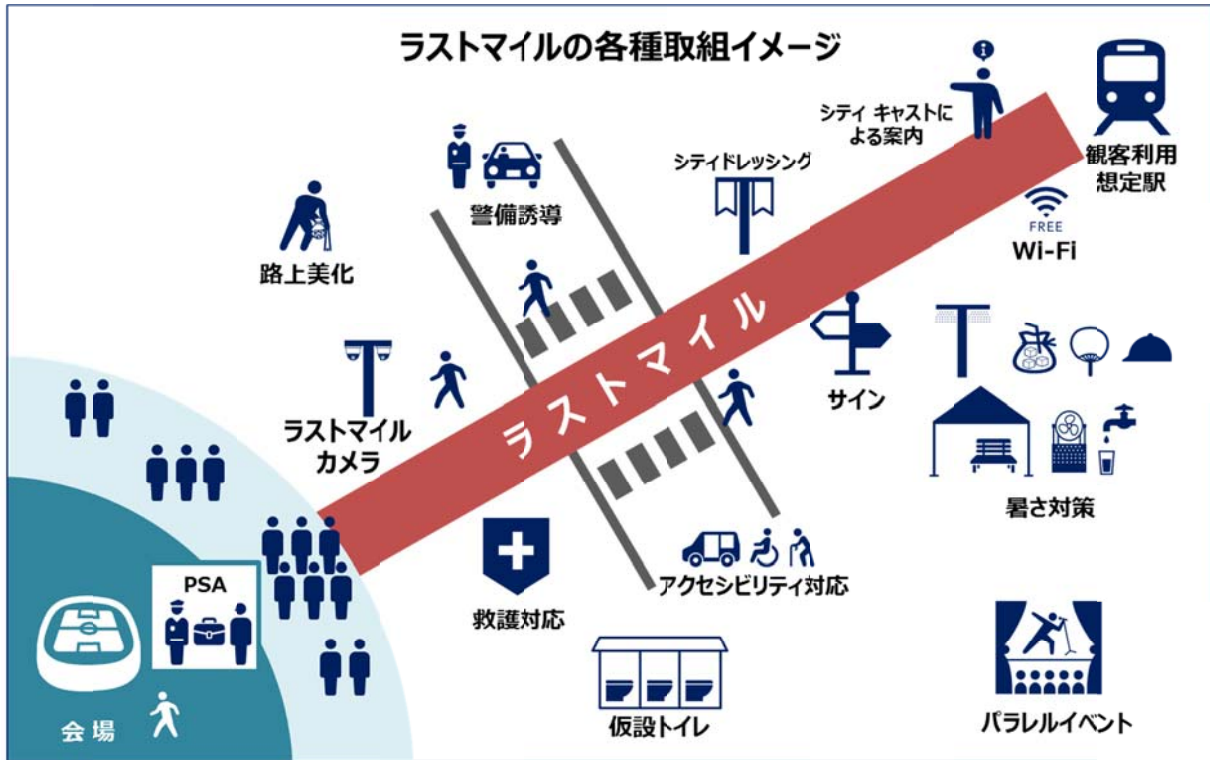 ラストマイルの各種取組イメージ
シティ キャストに
よる案内
観客利用
想定駅
シティドレッシング
警備誘導
FREE
Wi-Fi
路上美化
ラストマイル
サイン
ラストマイル
カメラ
暑さ対策
アクセシビリティ対応
救護対応
PSA
仮設トイレ
パラレルイベント
会場